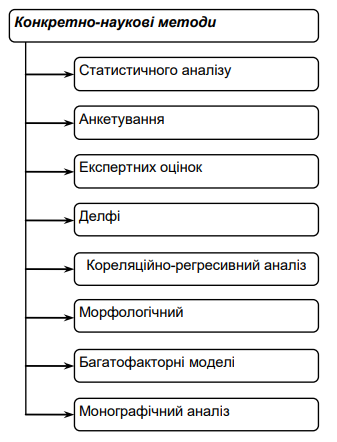 Конкретно-наукові методи
Статистичного аналізу
Анкетування
Експертних оцінок
Делфі
Кореляційно-регресивний аналіз
Морфологічний
Багатофакторні моделі
Монографічний аналіз